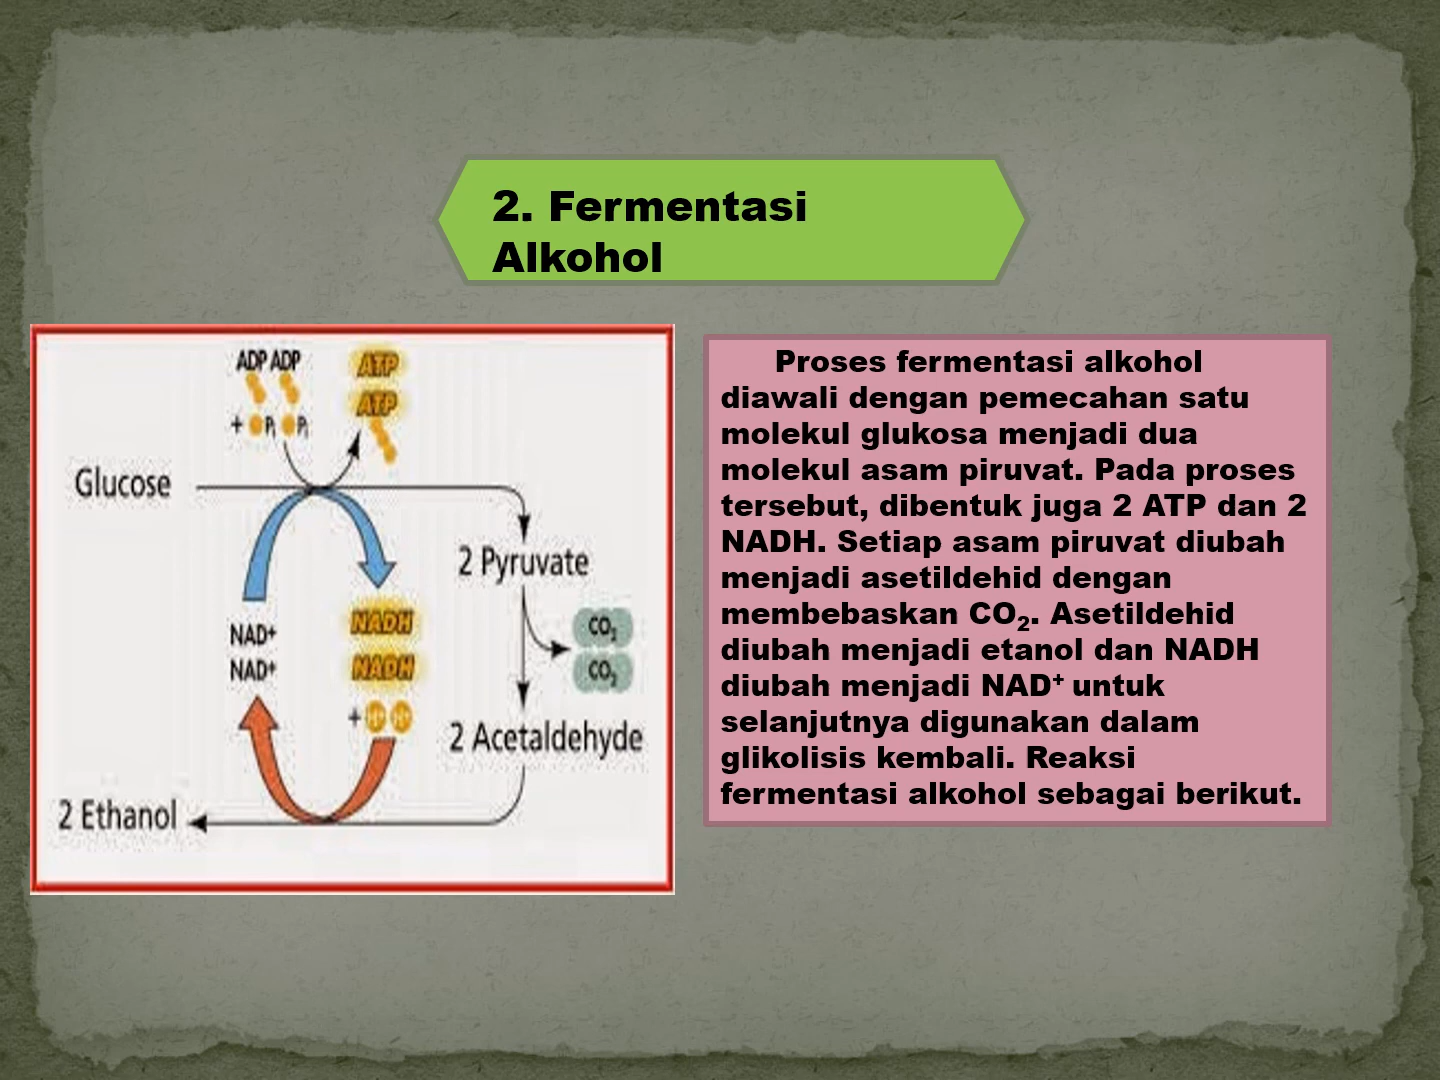 2. Fermentasi
Alkohol
ADP ADP
ATP
ATP
+ Pi Pi
Glucose
2 Pyruvate
NAD+
NAD+
NADH
NADH
+ H+ H+
CO₂
CO₂
2 Acetaldehyde
2 Ethanol
Proses fermentasi alkohol
diawali dengan pemecahan satu
molekul glukosa menjadi dua
molekul asam piruvat. Pada proses
tersebut, dibentuk juga 2 ATP dan 2
NADH. Setiap asam piruvat diubah
menjadi asetildehid dengan
membebaskan CO₂. Asetildehid
diubah menjadi etanol dan NADH
diubah menjadi NAD⁺ untuk
selanjutnya digunakan dalam
glikolisis kembali. Reaksi
fermentasi alkohol sebagai berikut.